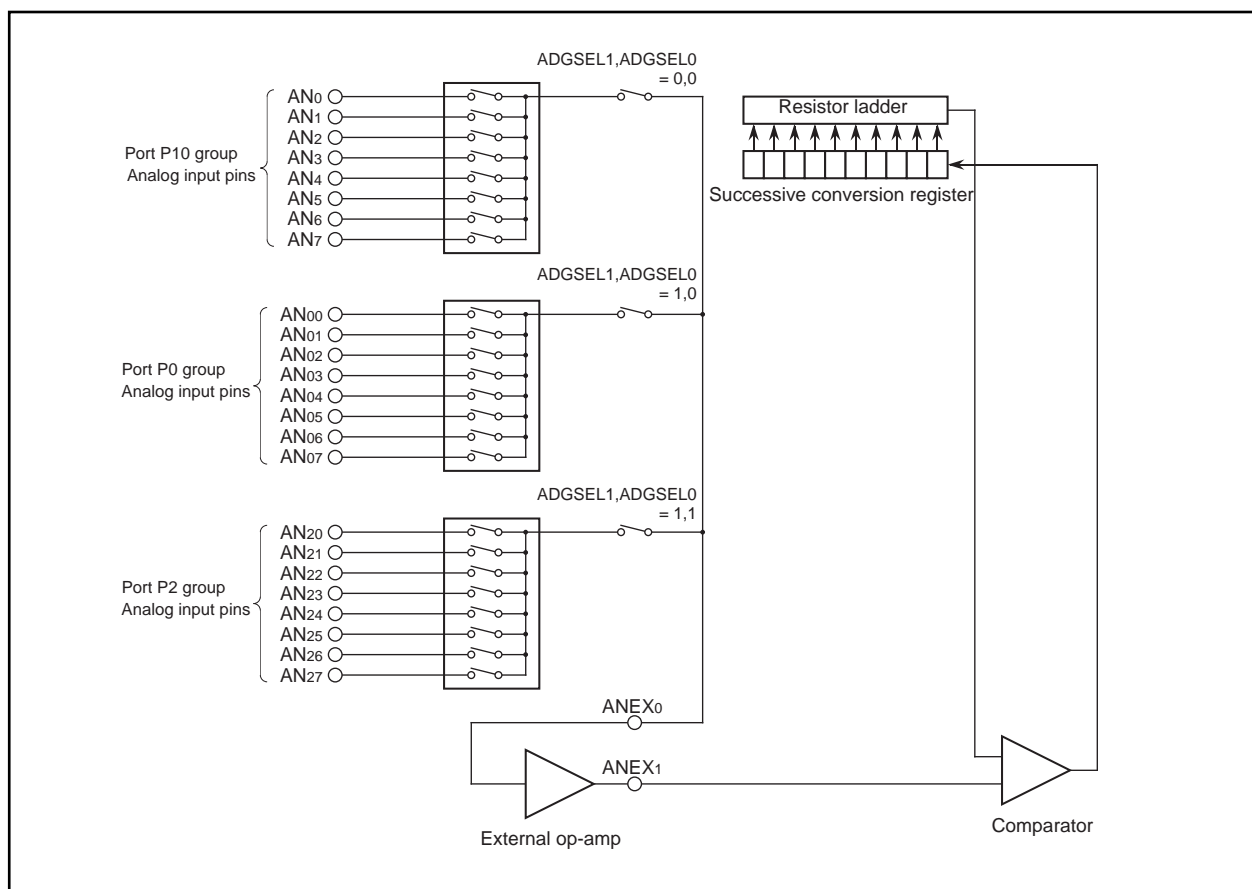 ADGSEL1,ADGSEL0
= 0,0
AN0
AN1
AN2
AN3
AN4
AN5
AN6
AN7
Port P10 group
Analog input pins
Resistor ladder
Successive conversion register
ADGSEL1,ADGSEL0
= 1,0
AN00
AN01
AN02
AN03
AN04
AN05
AN06
AN07
Port P0 group
Analog input pins
ADGSEL1,ADGSEL0
= 1,1
AN20
AN21
AN22
AN23
AN24
AN25
AN26
AN27
Port P2 group
Analog input pins
ANEX0
ANEX1
External op-amp
Comparator